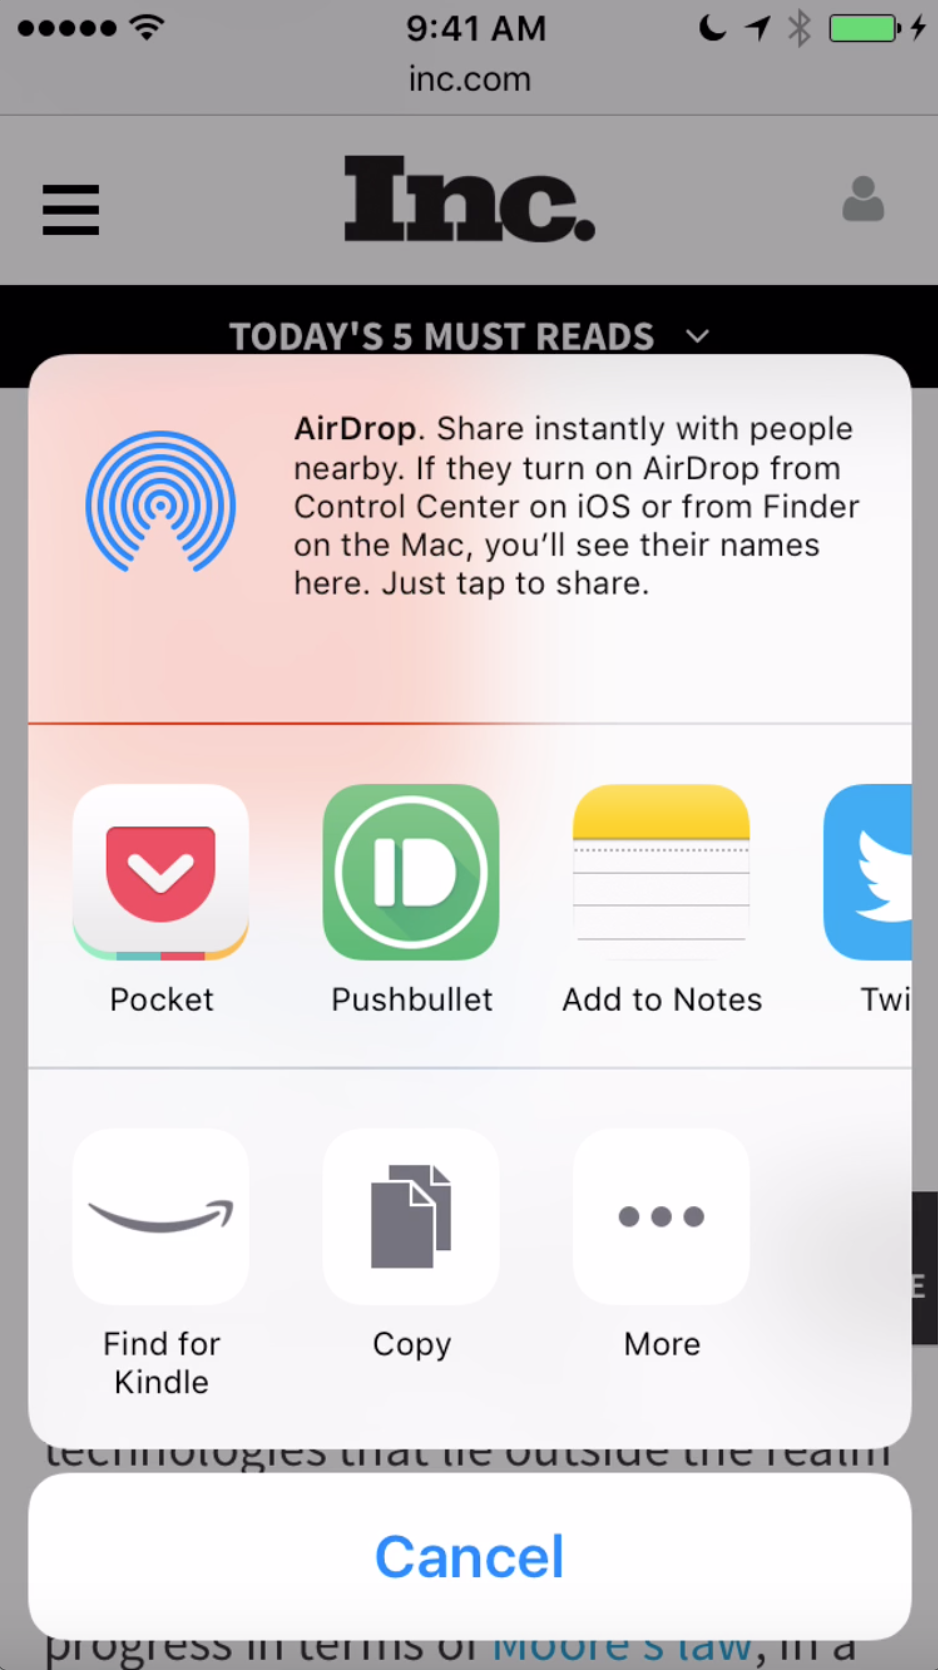 9:41 AM
inc.com
Inc.
TODAY'S 5 MUST READS
AirDrop. Share instantly with people
nearby. If they turn on AirDrop from
Control Center on iOS or from Finder
on the Mac, you'll see their names
here. Just tap to share.
Pocket
Pushbullet
Add to Notes
Twi
Find for
Kindle
Copy
More
E
technologies that lie outside the realm
Cancel
progress in terms of Moore's law, in a